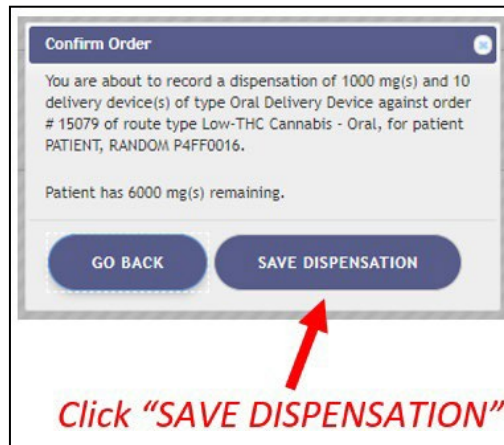 Confirm Order
You are about to record a dispensation of 1000 mg(s) and 10
delivery device(s) of type Oral Delivery Device against order
# 15079 of route type Low-THC Cannabis - Oral, for patient
PATIENT, RANDOM P4FF0016.
Patient has 6000 mg(s) remaining.
GO BACK SAVE DISPENSATION
Click “SAVE DISPENSATION”